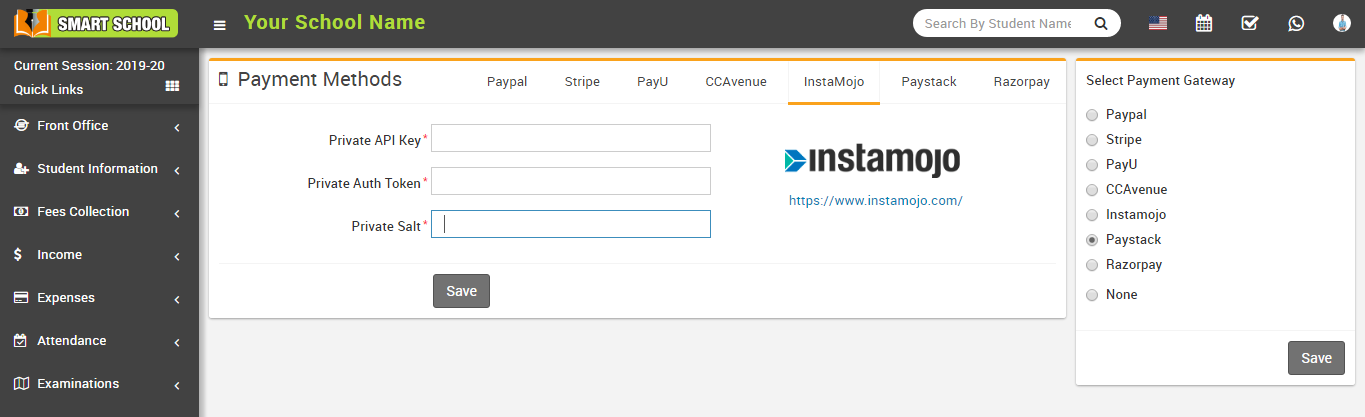 SMART SCHOOL
Your School Name
Search By Student Name
Current Session: 2019-20
Quick Links
Front Office
Student Information
Fees Collection
Income
Expenses
Attendance
Examinations
Payment Methods
Paypal
Stripe
PayU
CCAvenue
InstaMojo
Paystack
Razorpay
Private API Key*
Private Auth Token*
Private Salt*
Save
instamojo
https://www.instamojo.com/
Select Payment Gateway
Paypal
Stripe
PayU
CCAvenue
Instamojo
Paystack
Razorpay
None
Save